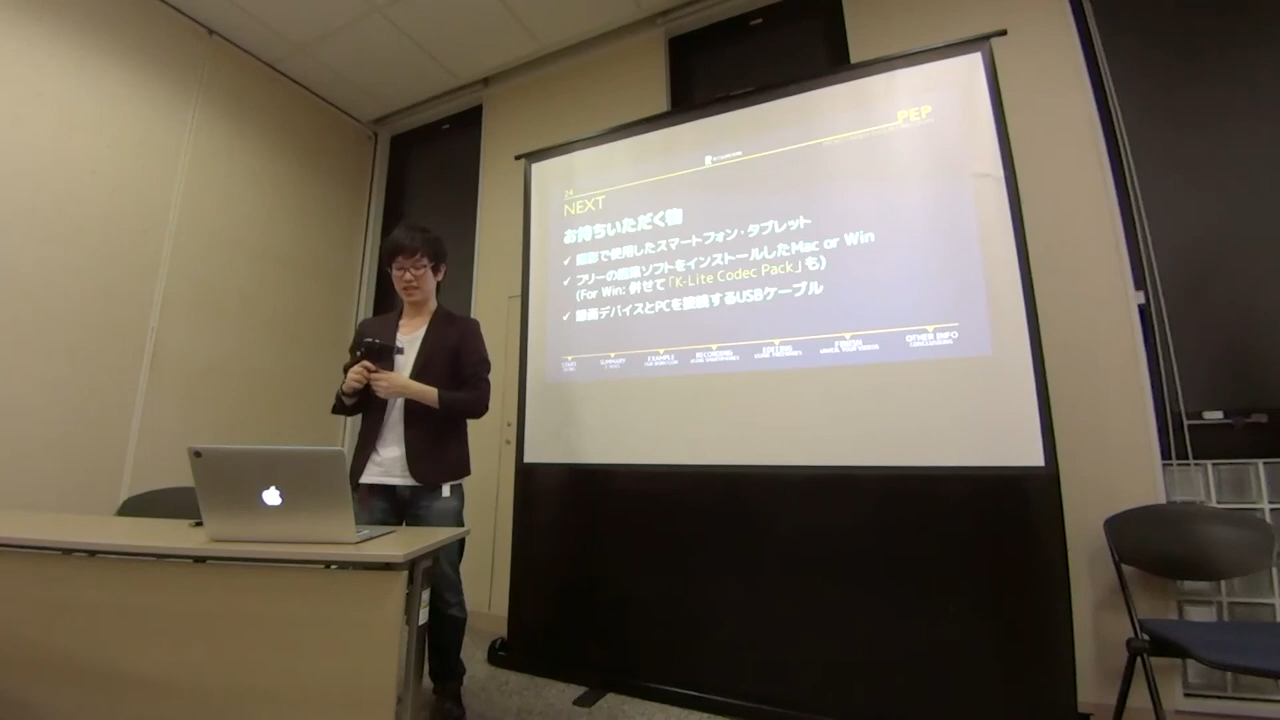 PEP
24
NEXT
お持ちいただく物
✓ 撮影で使用したスマートフォン・タブレット
✓ フリーの編集ソフトをインストールしたMac or Win
(For Win: 併せて「K-Lite Codec Pack」も)
✓ 録画デバイスとPCを接続するUSBケーブル
SUMMARY
EXAMPLE
RECORDING
EDITING
FINISH
OTHER INFO